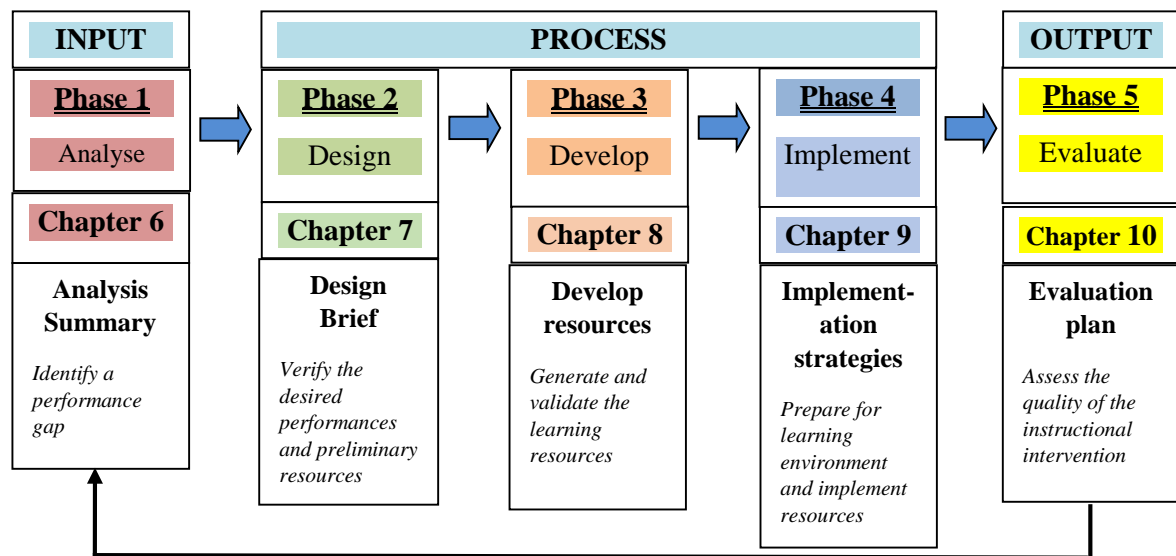 INPUT
PROCESS
OUTPUT
Phase 1
Analyse
Chapter 6
Analysis
Summary
Identify a
performance
gap
Phase 2
Design
Chapter 7
Design
Brief
Verify the
desired
performances
and preliminary
resources
Phase 3
Develop
Chapter 8
Develop
resources
Generate and
validate the
learning
resources
Phase 4
Implement
Chapter 9
Implement-
ation
strategies
Prepare for
learning
environment
and implement
resources
Phase 5
Evaluate
Chapter 10
Evaluation
plan
Assess the
quality of the
instructional
intervention